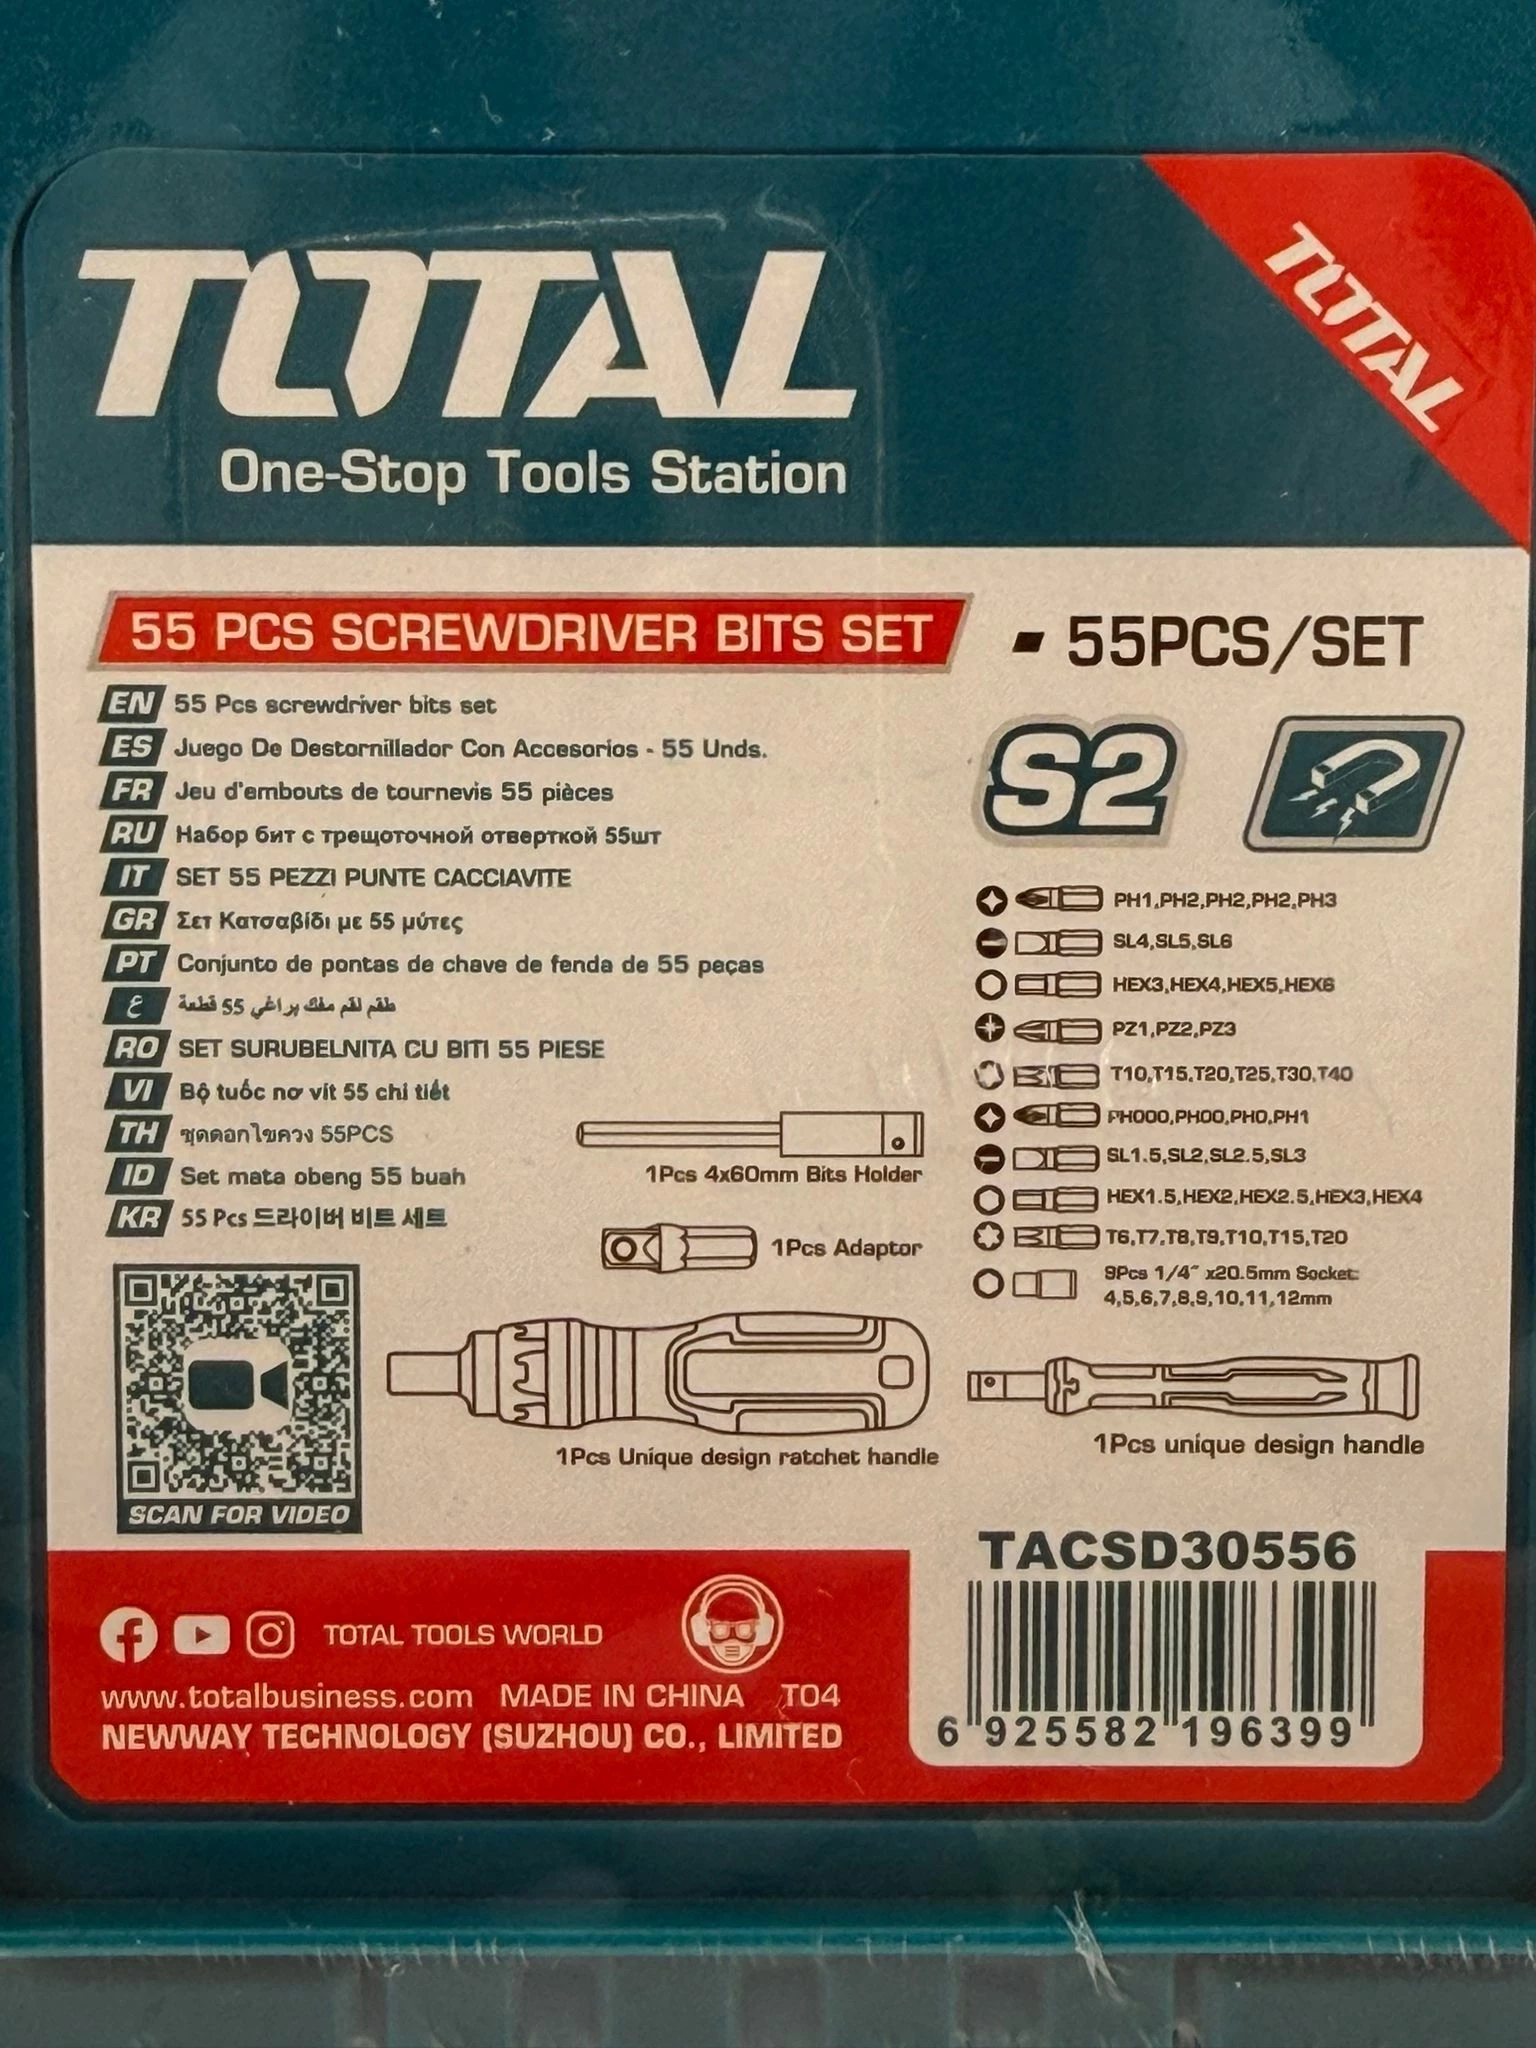 TOTAL
TOTAL
One-Stop Tools Station
55 PCS SCREWDRIVER BITS SET
55PCS/SET
EN 55 Pcs screwdriver bits set
ES Juego De Destornillador Con Accesorios - 55 Unds.
FR Jeu d'embouts de tournevis 55 pièces
RU Набор бит с трещоточной отверткой 55шт
IT SET 55 PEZZI PUNTE CACCIAVITE
GR Σετ Κατσαβίδι με 55 μύτες
PT Conjunto de pontas de chave de fenda de 55 peças
ع طقم لقم مفك براغي 55 قطعة
RO SET SURUBELNITA CU BITI 55 PIESE
VI Bộ tuốc nơ vít 55 chi tiết
TH ชุดดอกไขควง 55PCS
ID Set mata obeng 55 buah
KR 55 Pcs 드라이버 비트 세트
S2
PH1,PH2,PH2,PH2,PH3
SL4,SL5,SL6
HEX3,HEX4,HEX5,HEX6
PZ1,PZ2,PZ3
T10,T15,T20,T25,T30,T40
PH000,PH00,PH0,PH1
SL1.5,SL2,SL2.5,SL3
HEX1.5,HEX2,HEX2.5,HEX3,HEX4
T6,T7,T8,T9,T10,T15,T20
9Pcs 1/4" x20.5mm Socket:
4,5,6,7,8,9,10,11,12mm
1Pcs 4x60mm Bits Holder
1Pcs Adaptor
1Pcs Unique design ratchet handle
1Pcs unique design handle
SCAN FOR VIDEO
TACSD30556
6 925582 196399
TOTAL TOOLS WORLD
www.totalbusiness.com MADE IN CHINA T04
NEWWAY TECHNOLOGY (SUZHOU) CO., LIMITED